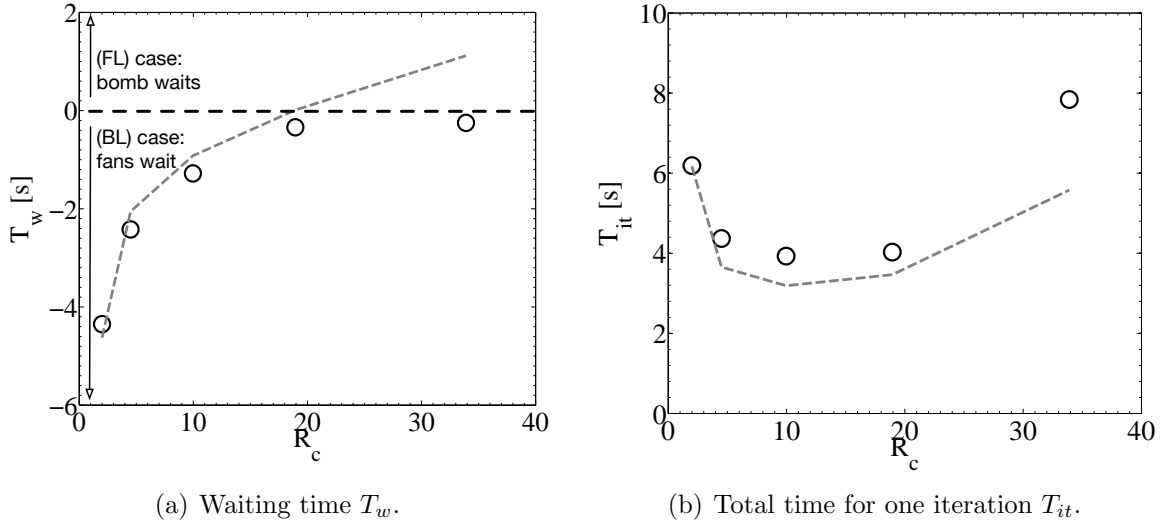 2
0
−2
−4
−6
T_w [s]
(FL) case:
bomb waits
(BL) case:
fans wait
0 10 20 30 40
R_c
(a) Waiting time T_w.
10
8
6
4
2
0
T_it [s]
0 10 20 30 40
R_c
(b) Total time for one iteration T_it.